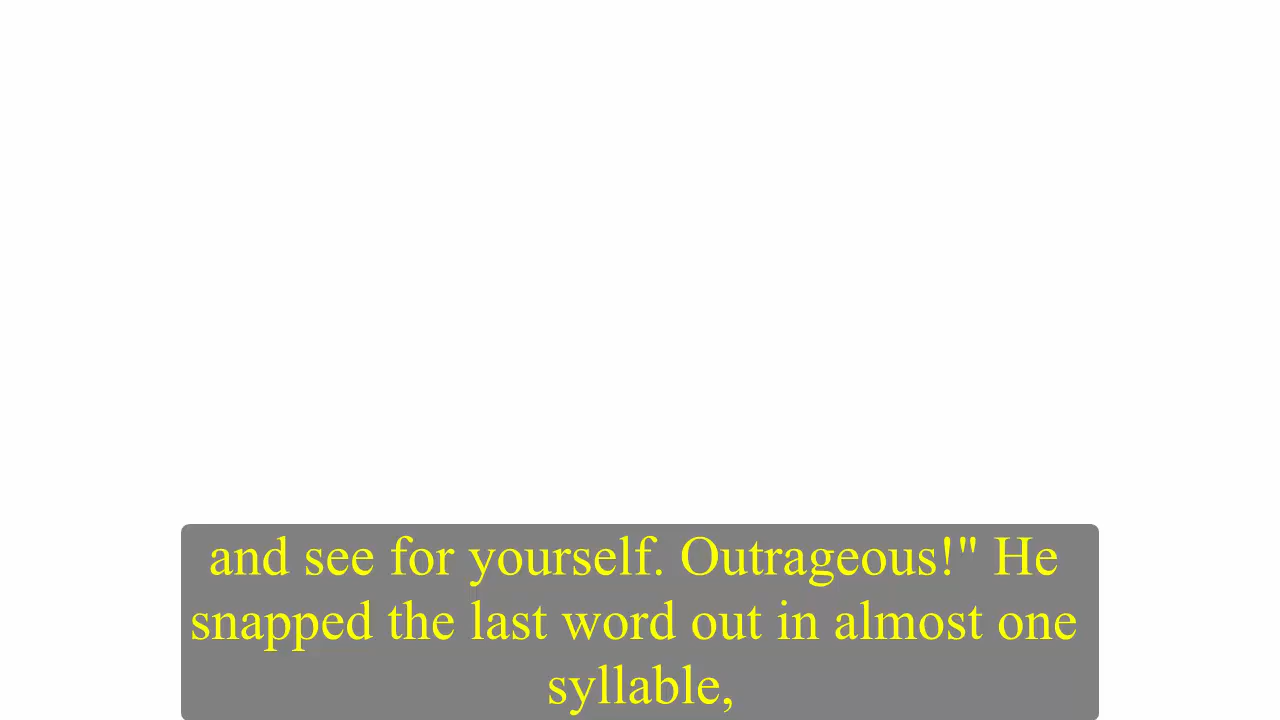 and see for yourself. Outrageous!" He
snapped the last word out in almost one
syllable,